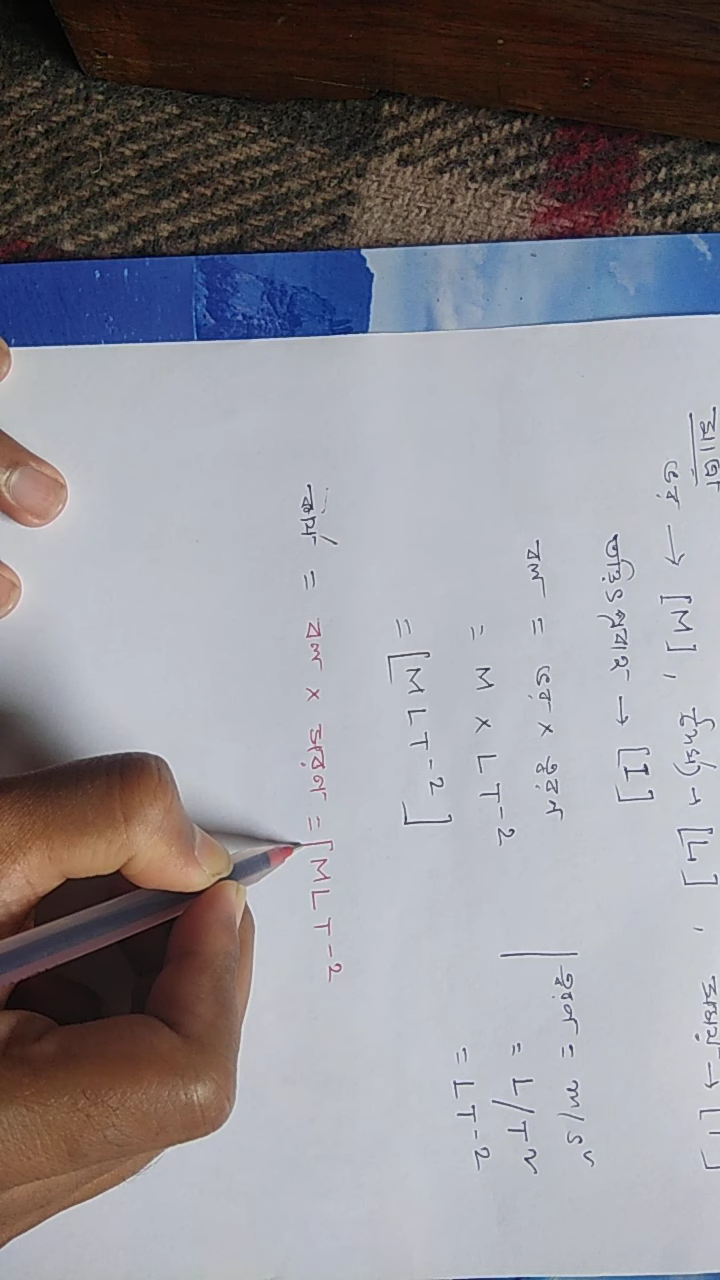 মাত্রা
ভর → [M], দৈর্ঘ্য → [L], সময় →
তড়িৎপ্রবাহ → [I]
বল = ভর × ত্বরণ
= M × LT-2
= [MLT-2]
ত্বরণ = m/s²
= L/T²
= LT-2
= বল × সরণ = [MLT-2